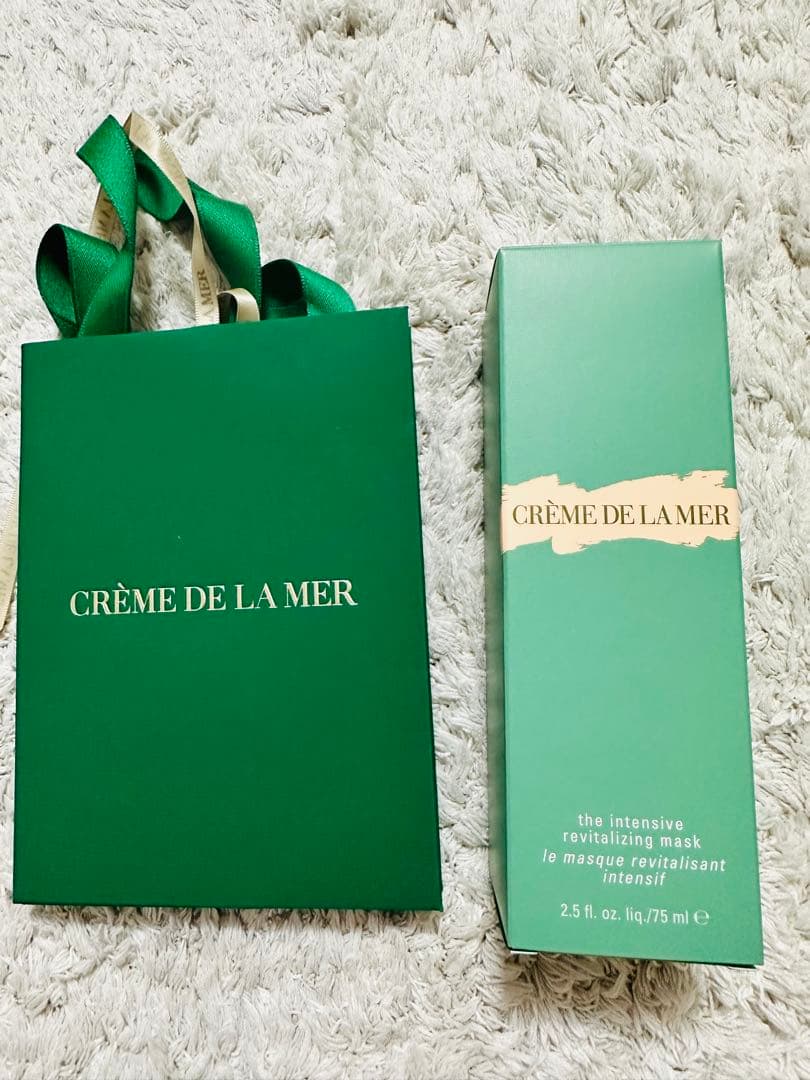 MER
CRÈME DE LA MER
CRÈME DE LA MER
the intensive
revitalizing mask
le masque revitalisant
intensif
2.5 fl. oz. liq./75 ml ℮